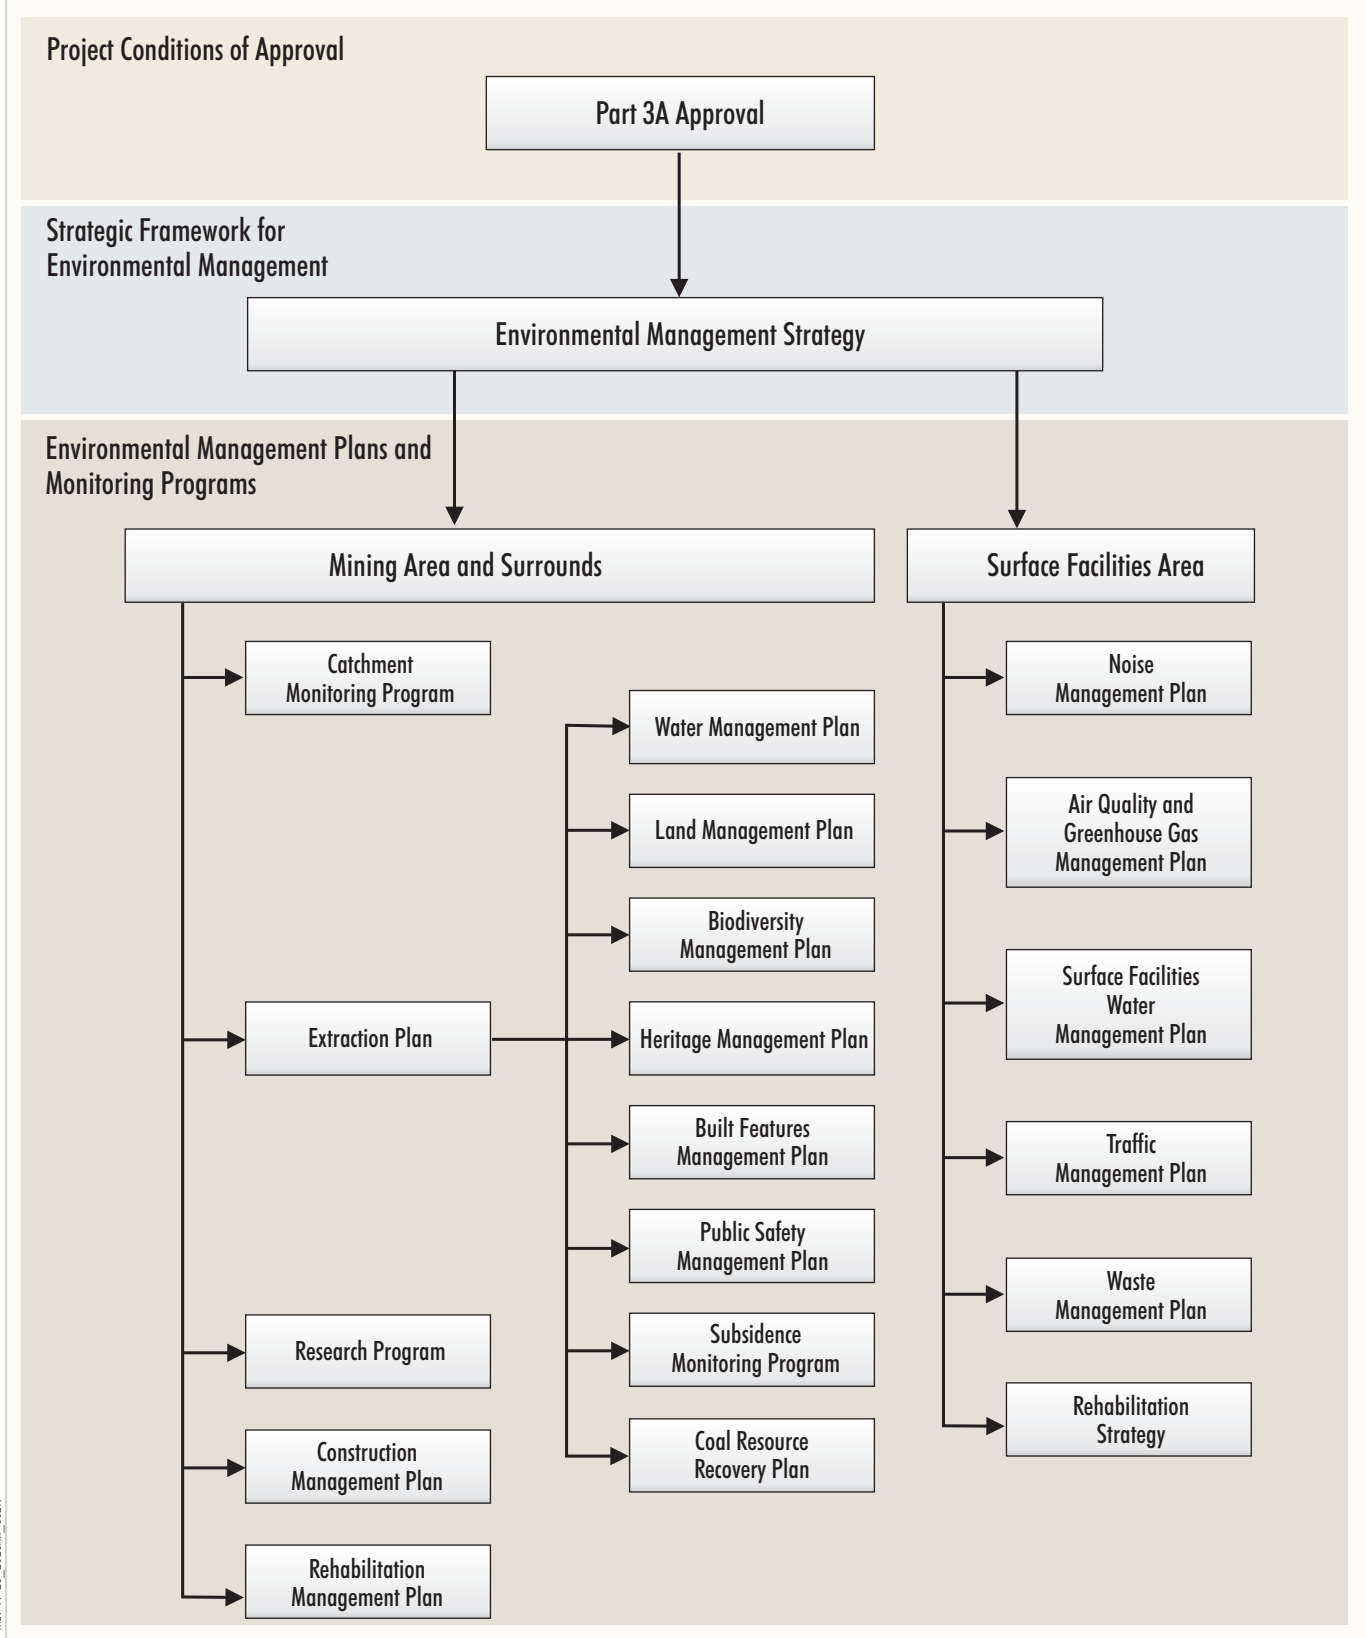 Project Conditions of Approval
Part 3A Approval
Strategic Framework for
Environmental Management
Environmental Management Strategy
Environmental Management Plans and
Monitoring Programs
Mining Area and Surrounds
Surface Facilities Area
Catchment
Monitoring Program
Extraction Plan
Research Program
Construction
Management Plan
Rehabilitation
Management Plan
Water Management Plan
Land Management Plan
Biodiversity
Management Plan
Heritage Management Plan
Built Features
Management Plan
Public Safety
Management Plan
Subsidence
Monitoring Program
Coal Resource
Recovery Plan
Noise
Management Plan
Air Quality and
Greenhouse Gas
Management Plan
Surface Facilities
Water
Management Plan
Traffic
Management Plan
Waste
Management Plan
Rehabilitation
Strategy